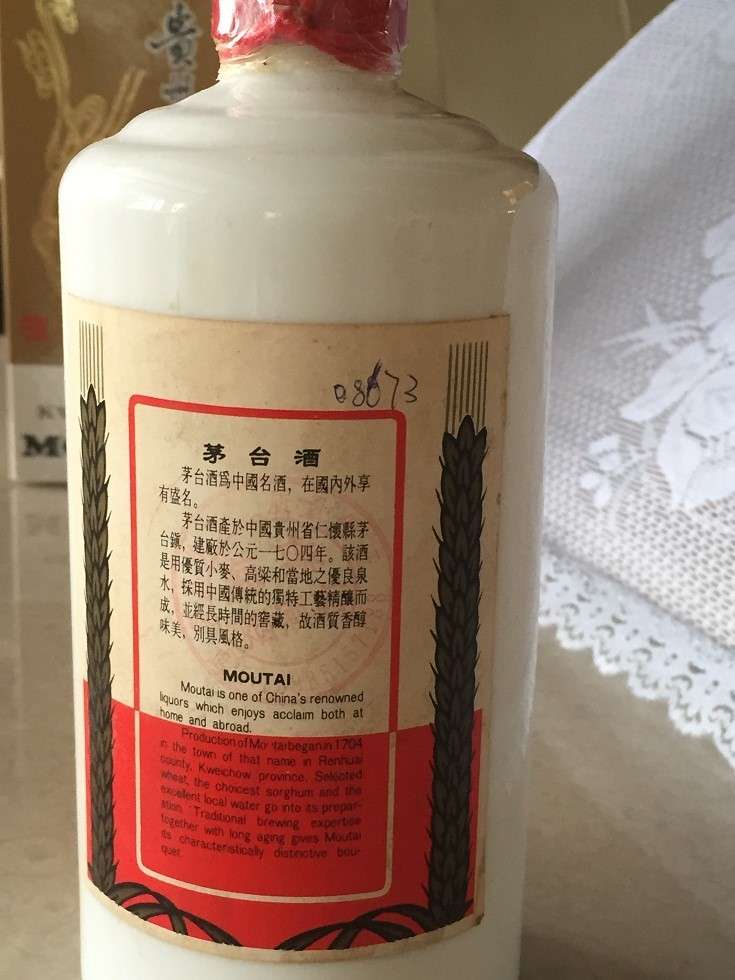 貴州
08673
茅台酒
茅台酒爲中國名酒，在國內外享
有盛名。
茅台酒產於中國貴州省仁懷縣茅
台鎭，建廠於公元一七〇四年。該酒
是用優質小麥、高粱和當地之優良泉
水，採用中國傳統的獨特工藝精釀而
成，並經長時間的窖藏，故酒質香醇
味美，別具風格。
MOUTAI
Moutai is one of China's renowned
liquors which enjoys acclaim both at
home and abroad.
Production of Moutai began in 1704
in the town of that name in Renhuai
county, Kweichow province. Selected
wheat, the choicest sorghum and the
excellent local water go into its prepar-
ation. Traditional brewing expertise
together with long aging gives Moutai
its characteristically distinctive bou-
quet.